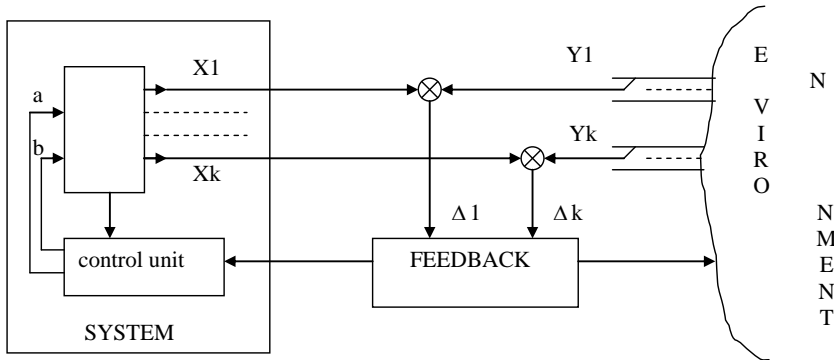 X1
Y1
a
b
Xk
Yk
Δ1
Δk
control unit
FEEDBACK
SYSTEM
E
N
V
I
R
O
N
M
E
N
T